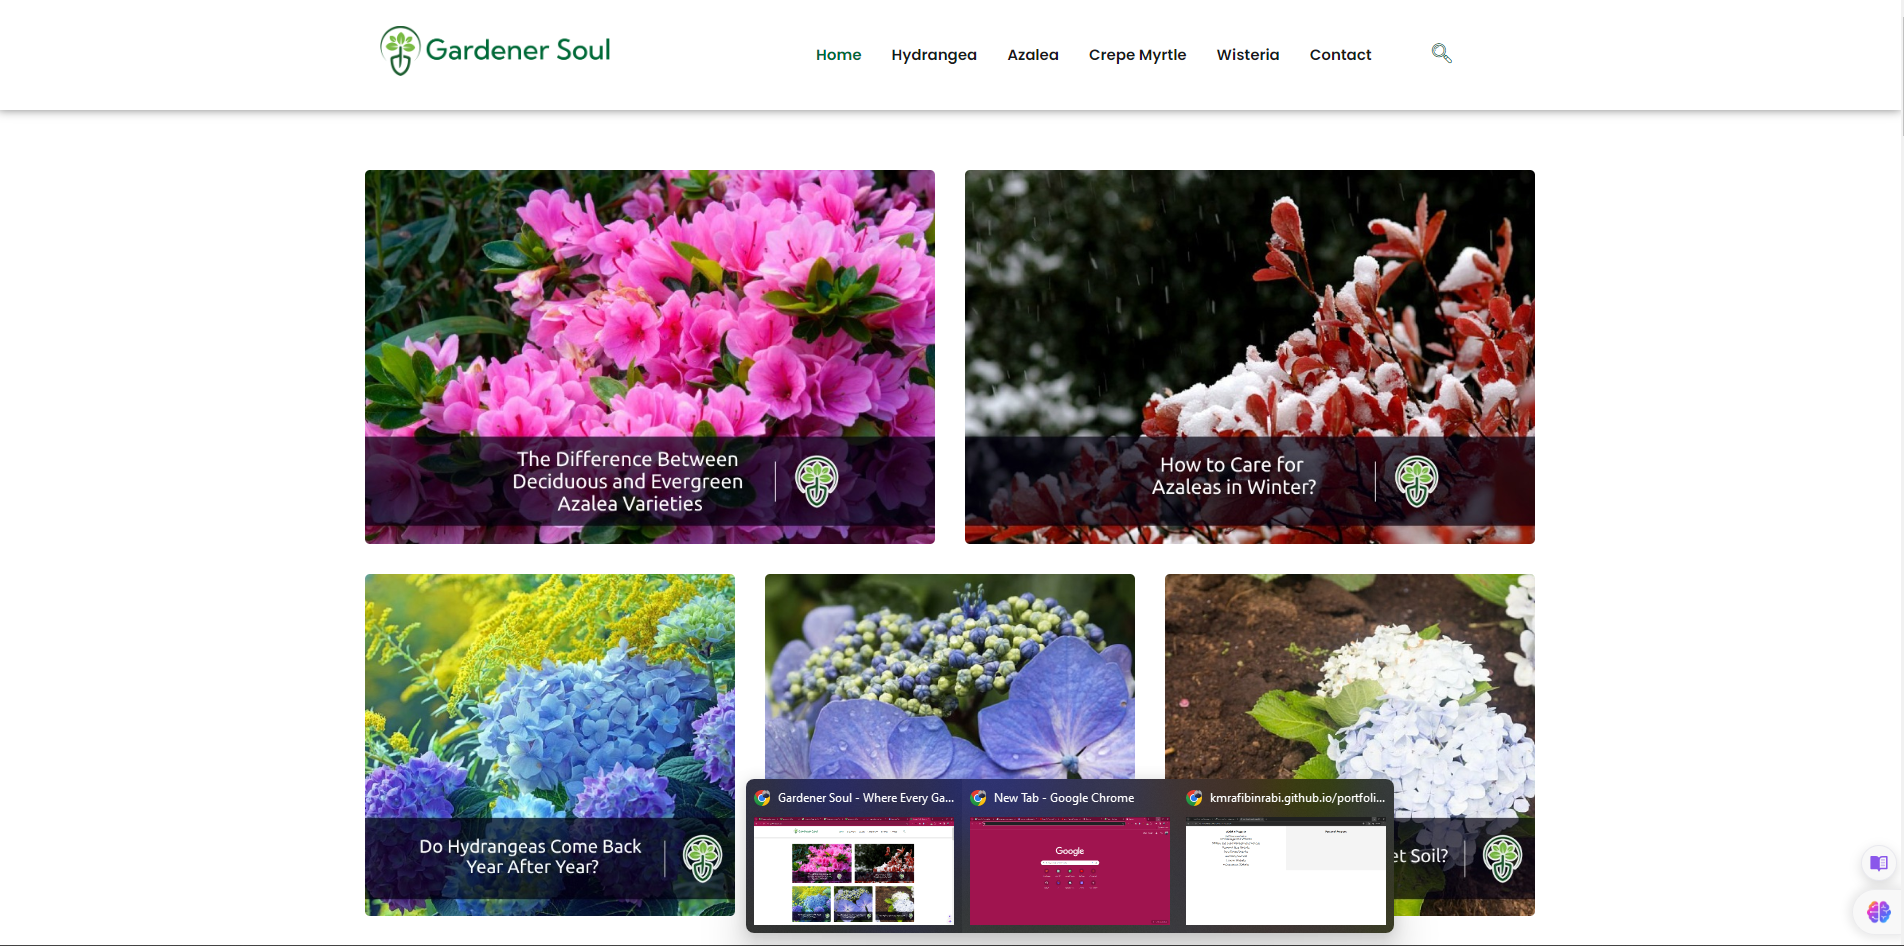 Gardener Soul
Home Hydrangea Azalea Crepe Myrtle Wisteria Contact
The Difference Between
Deciduous and Evergreen
Azalea Varieties
How to Care for
Azaleas in Winter?
Do Hydrangeas Come Back
Year After Year?
et Soil?
Gardener Soul - Where Every Ga...
New Tab - Google Chrome
kmrafibinrabi.github.io/portfoli...
Google